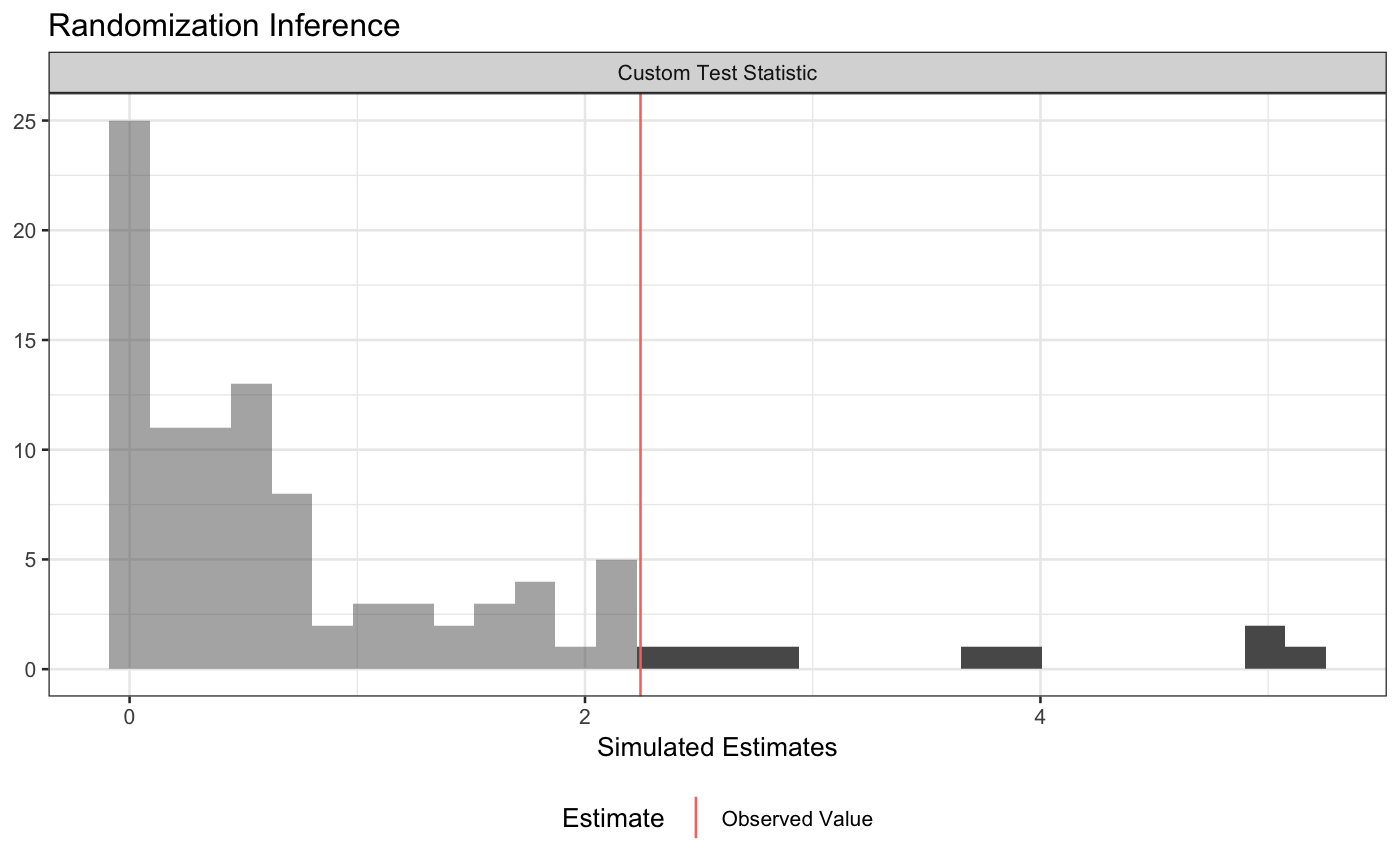 Randomization Inference
Custom Test Statistic
25
20
15
10
5
0
0 2 4
Simulated Estimates
Estimate Observed Value